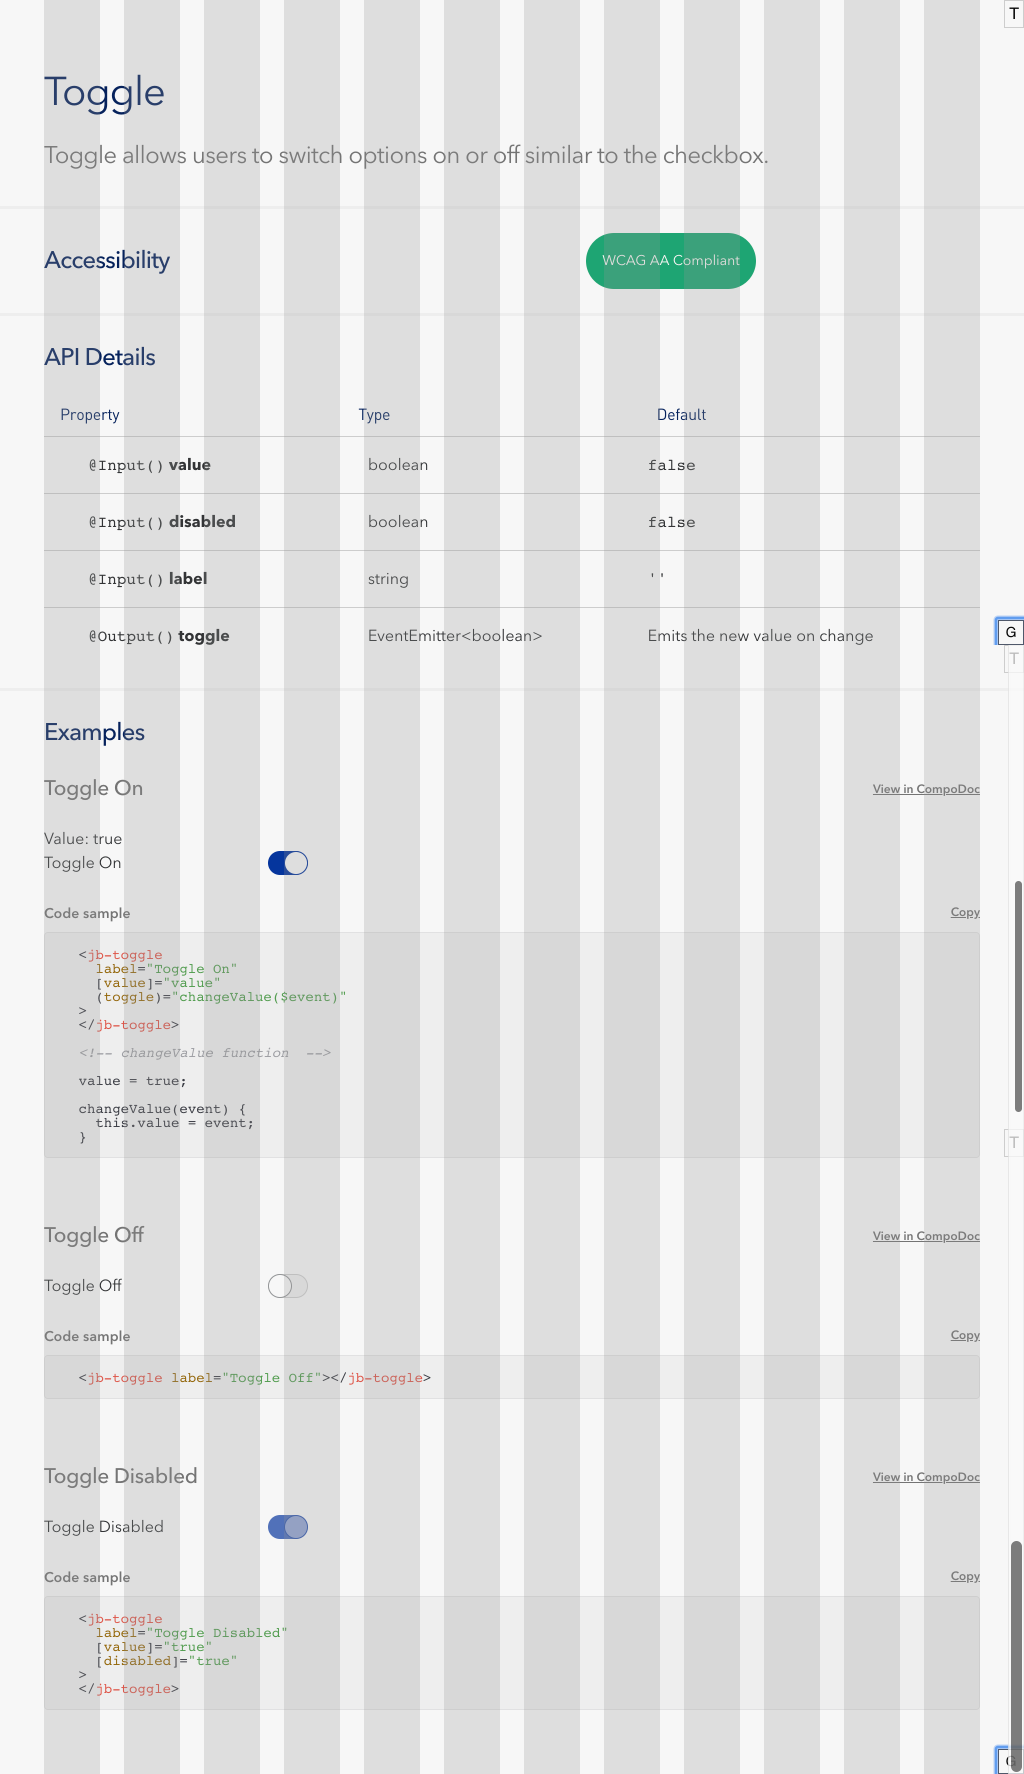 T
Toggle
Toggle allows users to switch options on or off similar to the checkbox.
Accessibility
WCAG AA Compliant
API Details
Property Type Default
@Input() value boolean false
@Input() disabled boolean false
@Input() label string ''
@Output() toggle EventEmitter<boolean> Emits the new value on change
G
T
Examples
Toggle On View in CompoDoc
Value: true
Toggle On
Code sample Copy
<jb-toggle
label="Toggle On"
[value]="value"
(toggle)="changeValue($event)"
>
</jb-toggle>
<!-- changeValue function  -->
value = true;
changeValue(event) {
this.value = event;
}
T
Toggle Off View in CompoDoc
Toggle Off
Code sample Copy
<jb-toggle label="Toggle Off"></jb-toggle>
Toggle Disabled View in CompoDoc
Toggle Disabled
Code sample Copy
<jb-toggle
label="Toggle Disabled"
[value]="true"
[disabled]="true"
>
</jb-toggle>
G